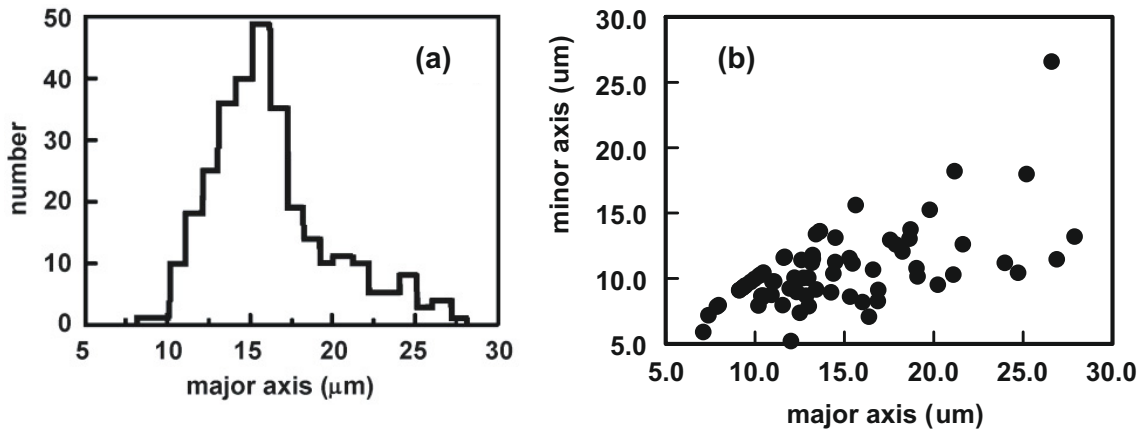 50
40
30
20
10
0
number
(a)
5 10 15 20 25 30
major axis (μm)
30.0
25.0
20.0
15.0
10.0
5.0
minor axis (um)
(b)
5.0 10.0 15.0 20.0 25.0 30.0
major axis (um)